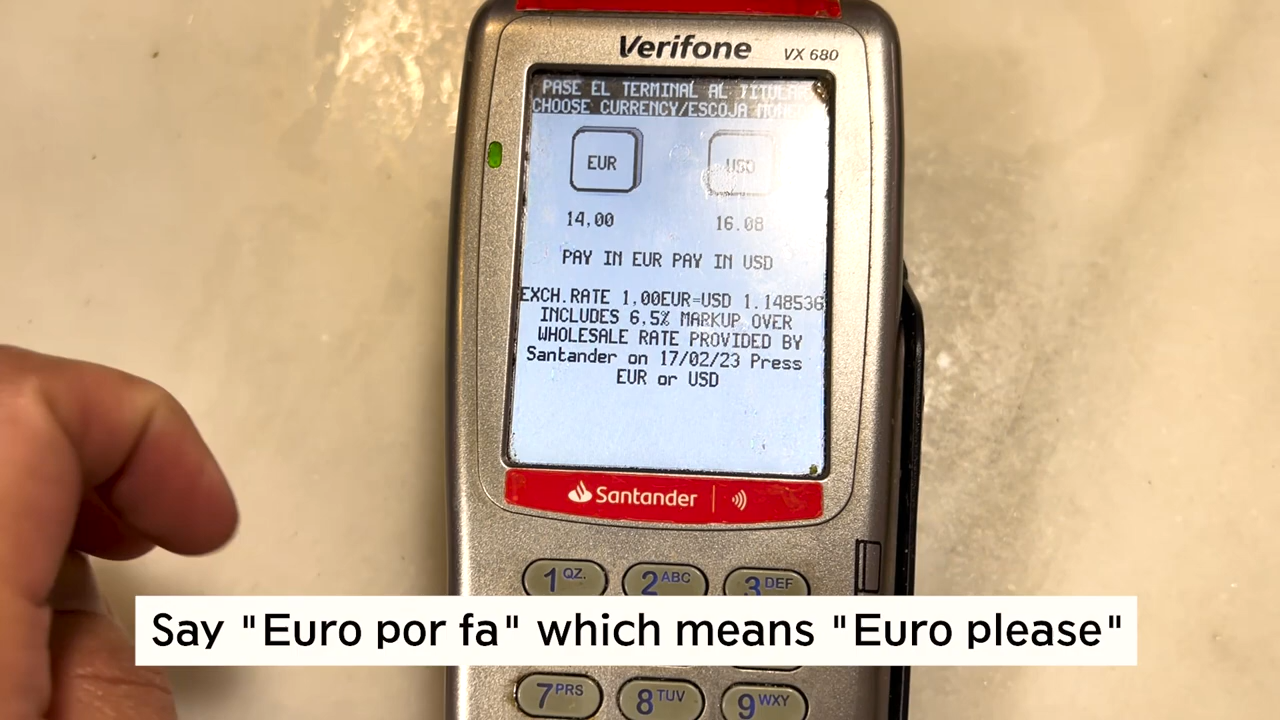 Verifone VX 680
PASE EL TERMINAL AL TITULAR
CHOOSE CURRENCY/ESCOJA
EUR USD
14,00 16.08
PAY IN EUR PAY IN USD
EXCH.RATE 1,00EUR=USD 1.148536
INCLUDES 6,5% MARKUP OVER
WHOLESALE RATE PROVIDED BY
Santander on 17/02/23 Press
EUR or USD
Santander
1 QZ. 2 ABC 3 DEF
Say "Euro por fa" which means "Euro please"
7 PRS 8 TUV 9 WXY